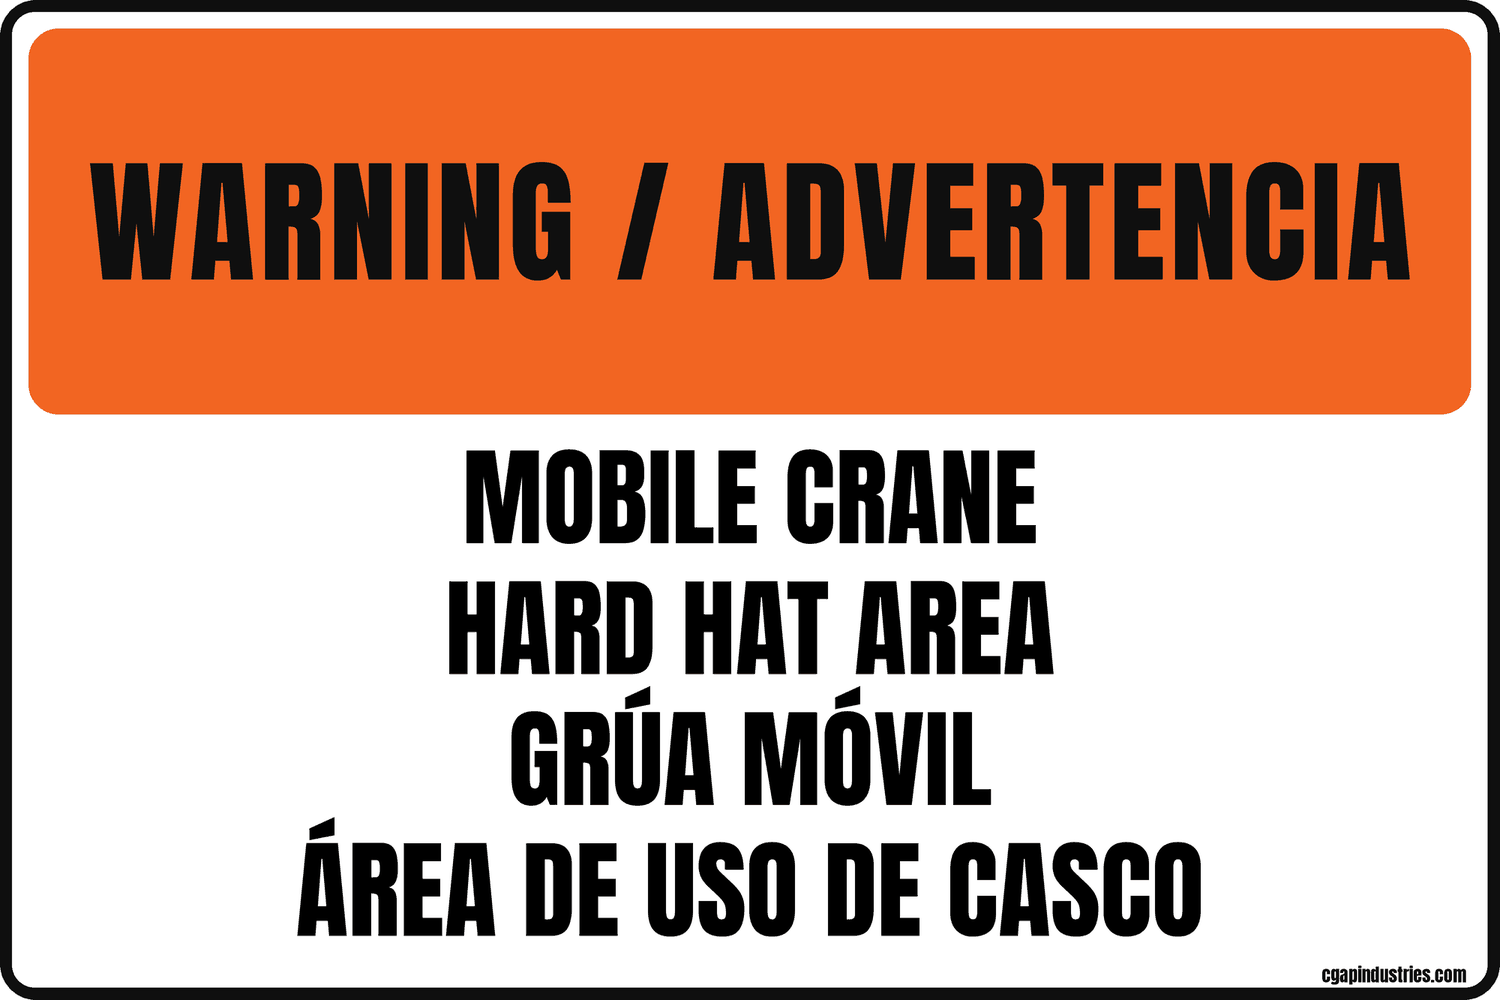 WARNING / ADVERTENCIA
MOBILE CRANE
HARD HAT AREA
GRÚA MÓVIL
ÁREA DE USO DE CASCO
cgapindustries.com